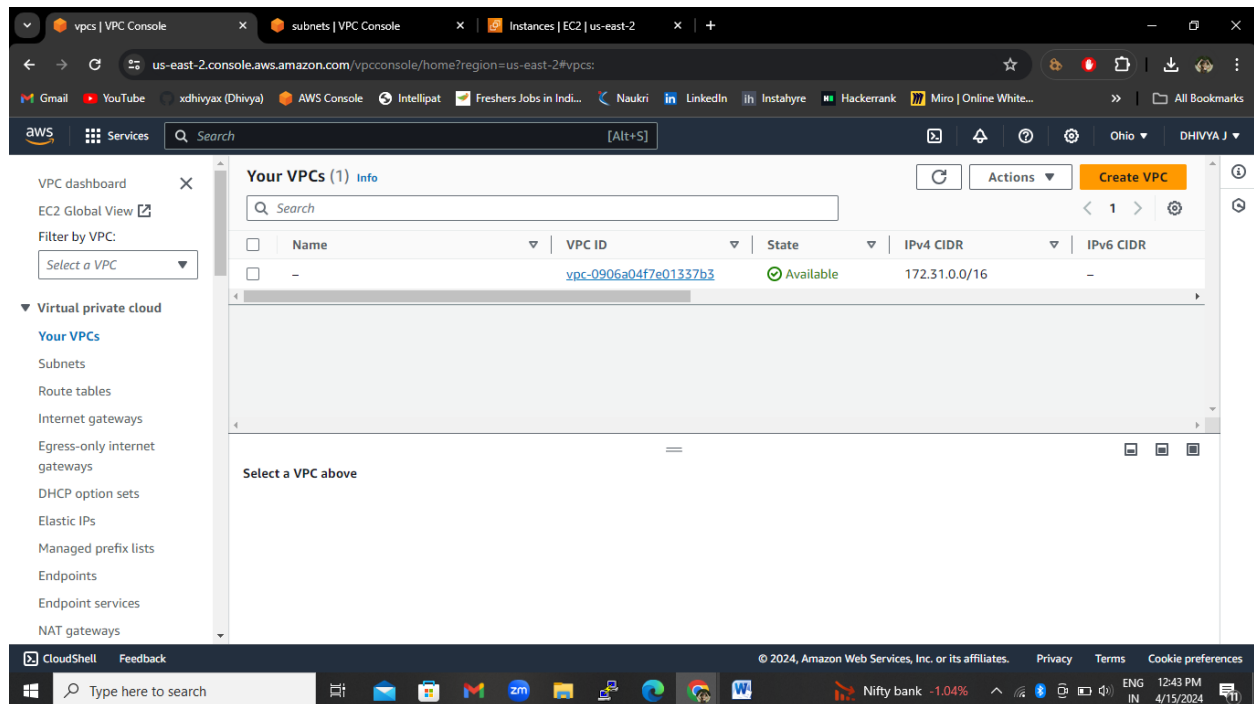 vpcs | VPC Console
subnets | VPC Console
Instances | EC2 | us-east-2
us-east-2.console.aws.amazon.com/vpcconsole/home?region=us-east-2#vpcs:
Gmail YouTube xdhivyax (Dhivya) AWS Console Intellipat Freshers Jobs in Indi... Naukri LinkedIn Instahyre Hackerrank Miro | Online White... » All Bookmarks
aws Services Search [Alt+S] Ohio DHIVYA J
VPC dashboard
EC2 Global View
Filter by VPC:
Select a VPC
Virtual private cloud
Your VPCs
Subnets
Route tables
Internet gateways
Egress-only internet
gateways
DHCP option sets
Elastic IPs
Managed prefix lists
Endpoints
Endpoint services
NAT gateways
Your VPCs (1) Info
Actions Create VPC
Search
1
Name VPC ID State IPv4 CIDR IPv6 CIDR
– vpc-0906a04f7e01337b3 Available 172.31.0.0/16 –
Select a VPC above
CloudShell Feedback © 2024, Amazon Web Services, Inc. or its affiliates. Privacy Terms Cookie preferences
Type here to search zm W Nifty bank -1.04% ENG 12:43 PM
IN 4/15/2024